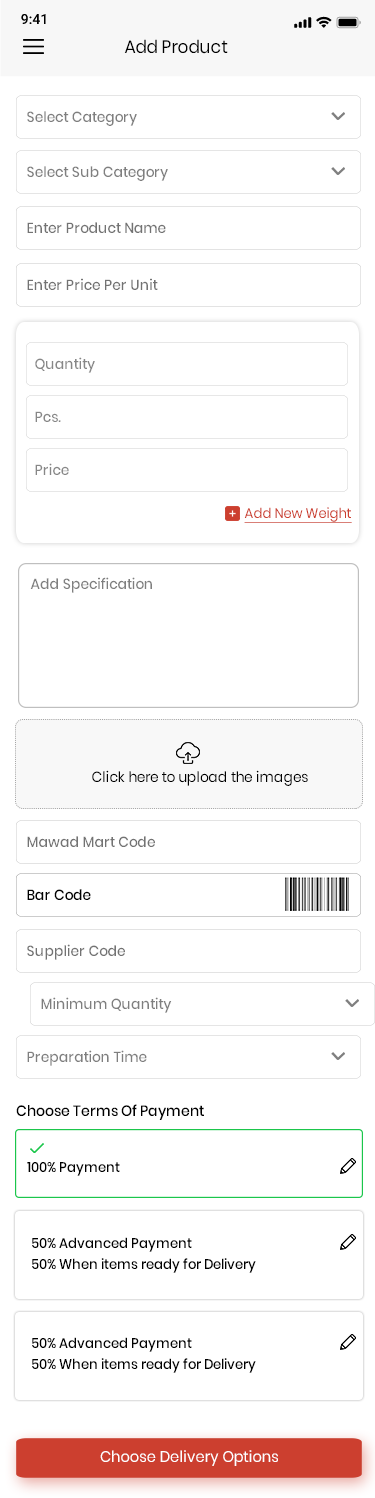 9:41
Add Product
Select Category
Select Sub Category
Enter Product Name
Enter Price Per Unit
Quantity
Pcs.
Price
Add New Weight
Add Specification
Click here to upload the images
Mawad Mart Code
Bar Code
Supplier Code
Minimum Quantity
Preparation Time
Choose Terms Of Payment
100% Payment
50% Advanced Payment
50% When items ready for Delivery
50% Advanced Payment
50% When items ready for Delivery
Choose Delivery Options